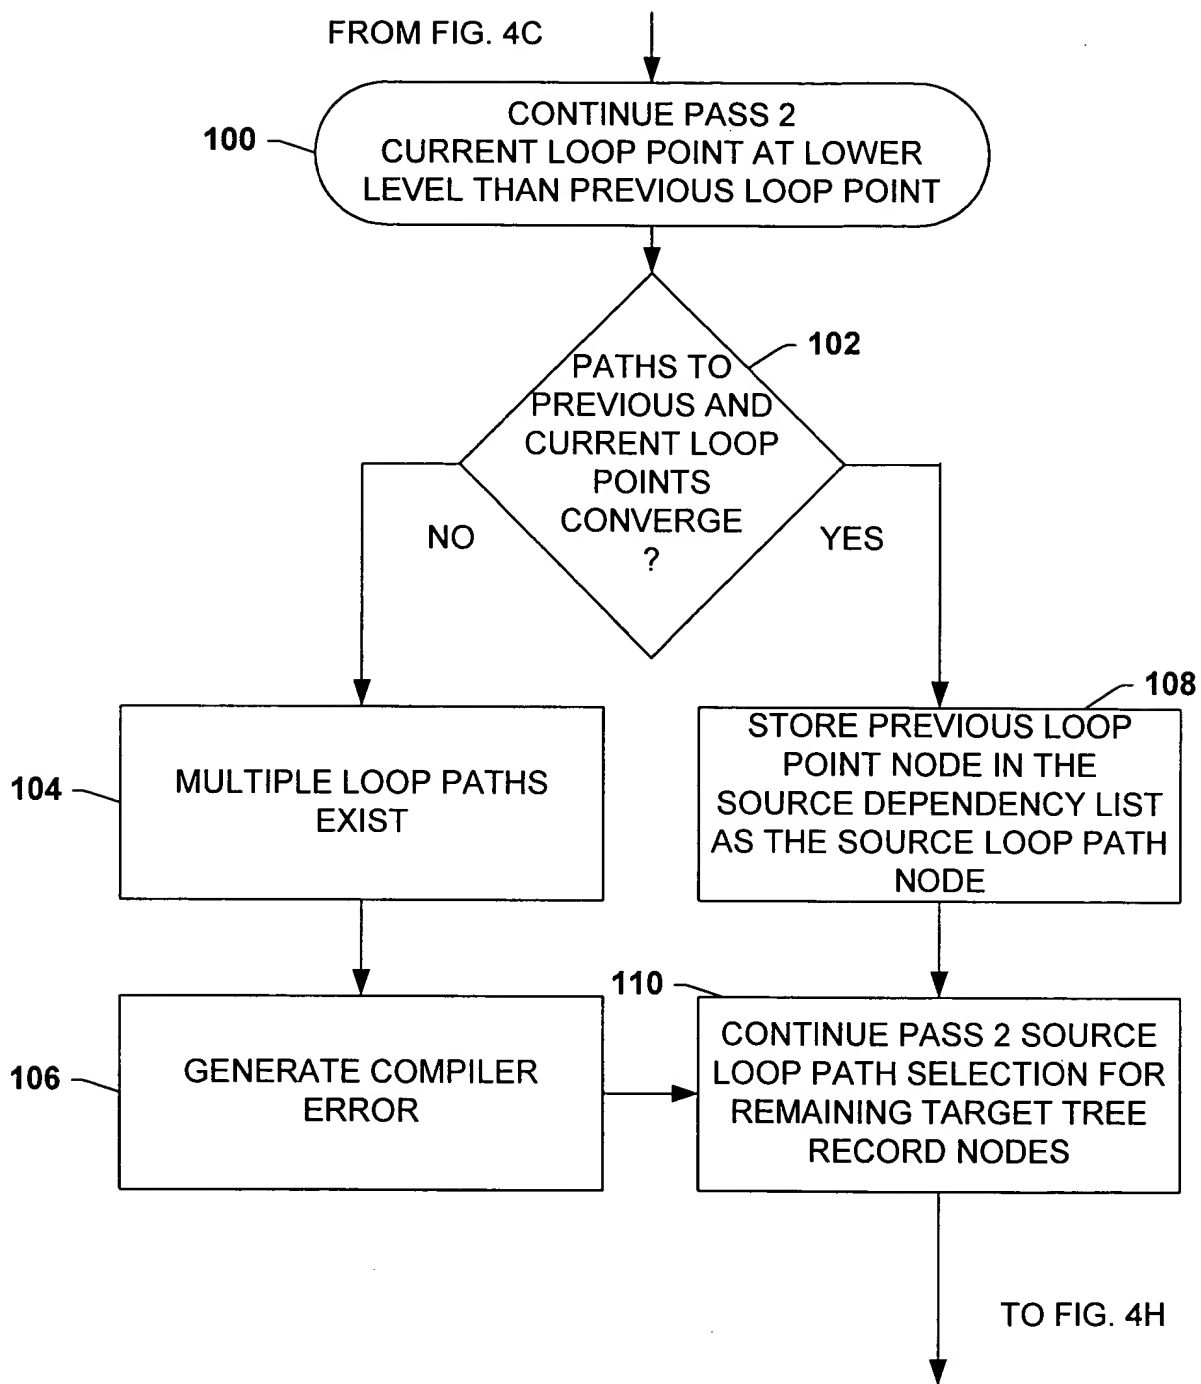 FROM FIG. 4C
100
CONTINUE PASS 2
CURRENT LOOP POINT AT LOWER
LEVEL THAN PREVIOUS LOOP POINT
102
PATHS TO
PREVIOUS AND
CURRENT LOOP
POINTS
CONVERGE
?
NO
YES
104
MULTIPLE LOOP PATHS
EXIST
108
STORE PREVIOUS LOOP
POINT NODE IN THE
SOURCE DEPENDENCY LIST
AS THE SOURCE LOOP PATH
NODE
106
GENERATE COMPILER
ERROR
110
CONTINUE PASS 2 SOURCE
LOOP PATH SELECTION FOR
REMAINING TARGET TREE
RECORD NODES
TO FIG. 4H